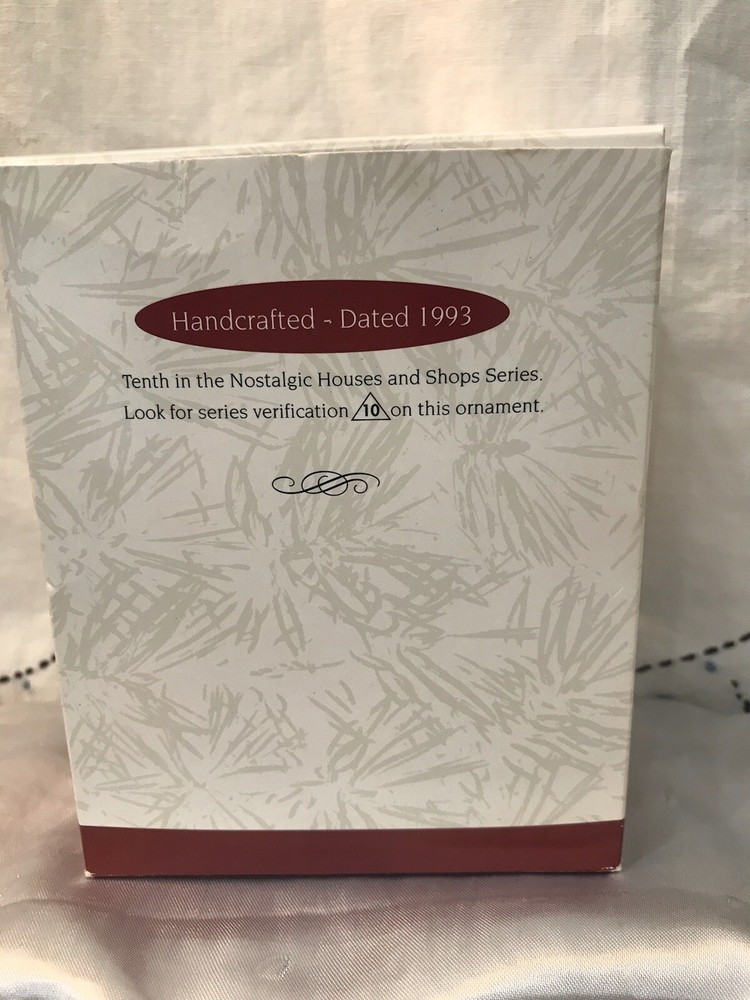 Handcrafted - Dated 1993
Tenth in the Nostalgic Houses and Shops Series.
Look for series verification 10 on this ornament.